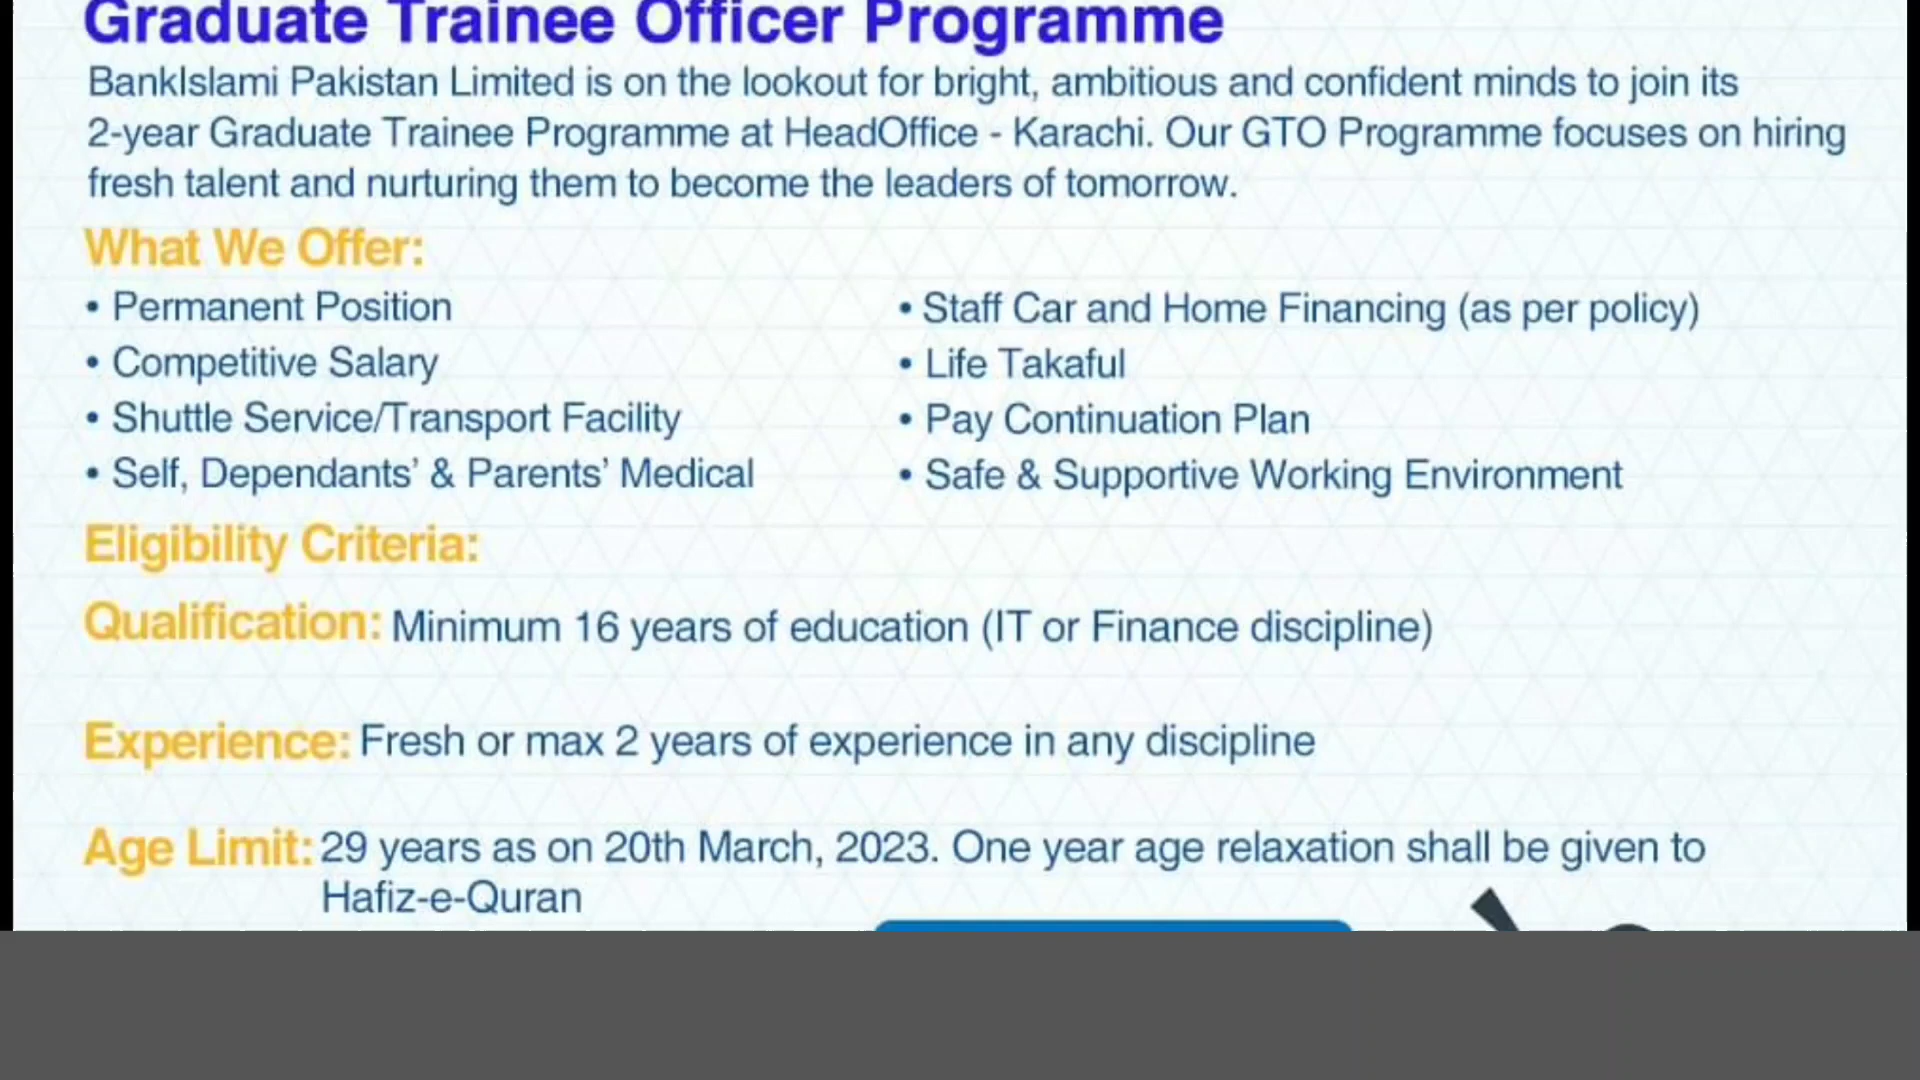 Graduate Trainee Officer Programme
BankIslami Pakistan Limited is on the lookout for bright, ambitious and confident minds to join its
2-year Graduate Trainee Programme at HeadOffice - Karachi. Our GTO Programme focuses on hiring
fresh talent and nurturing them to become the leaders of tomorrow.
What We Offer:
• Permanent Position
• Competitive Salary
• Shuttle Service/Transport Facility
• Self, Dependants’ & Parents’ Medical
• Staff Car and Home Financing (as per policy)
• Life Takaful
• Pay Continuation Plan
• Safe & Supportive Working Environment
Eligibility Criteria:
Qualification: Minimum 16 years of education (IT or Finance discipline)
Experience: Fresh or max 2 years of experience in any discipline
Age Limit: 29 years as on 20th March, 2023. One year age relaxation shall be given to
Hafiz-e-Quran